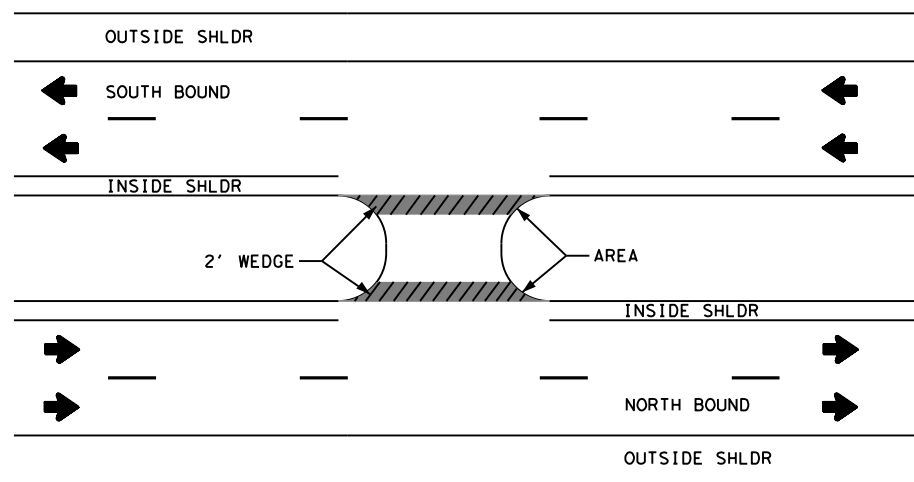 OUTSIDE SHLDR
SOUTH BOUND
INSIDE SHLDR
2' WEDGE
AREA
INSIDE SHLDR
NORTH BOUND
OUTSIDE SHLDR